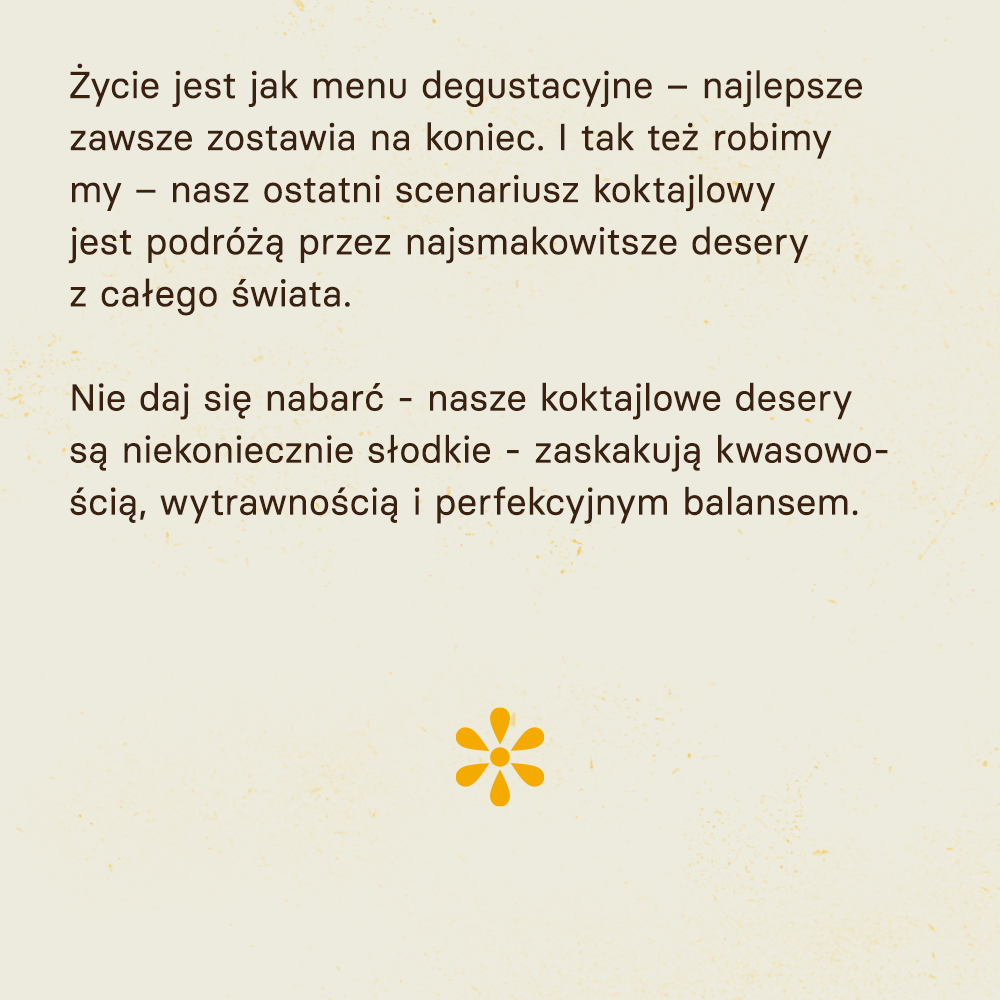 Życie jest jak menu degustacyjne – najlepsze
zawsze zostawia na koniec. I tak też robimy
my – nasz ostatni scenariusz koktajlowy
jest podróżą przez najsmakowitsze desery
z całego świata.
Nie daj się nabarć - nasze koktajlowe desery
są niekoniecznie słodkie - zaskakują kwasowo-
ścią, wytrawnością i perfekcyjnym balansem.